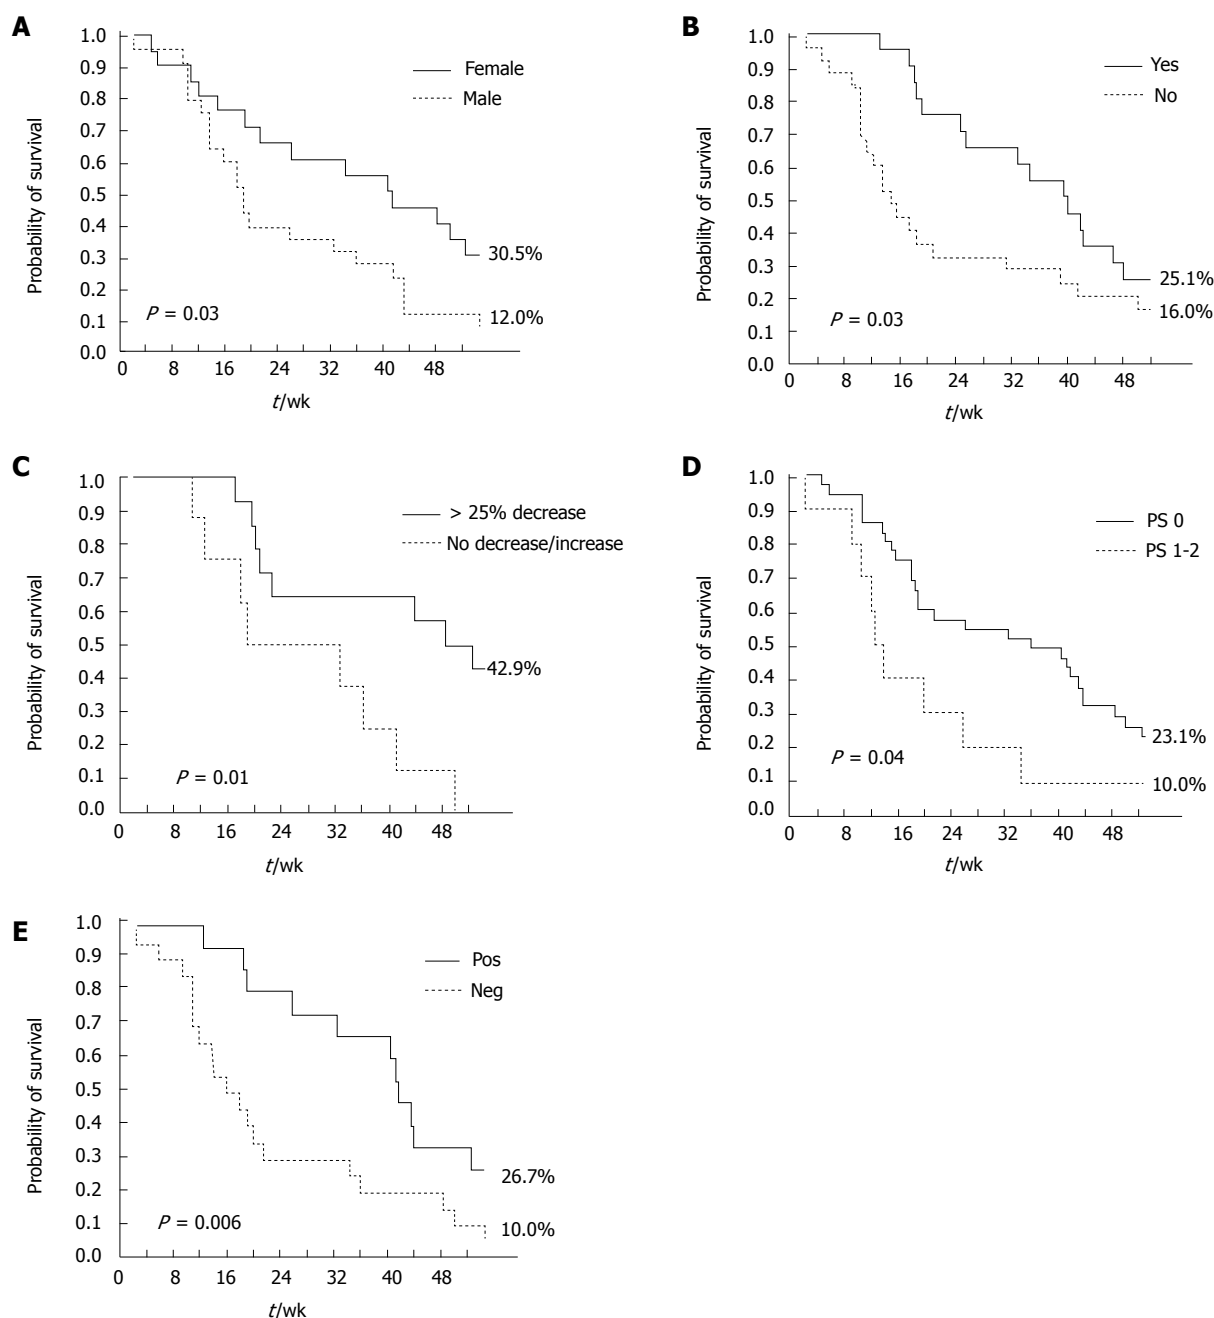 A
1.0
0.9
0.8
0.7
0.6
0.5
0.4
0.3
0.2
0.1
0.0
Probability of survival
Female
Male
30.5%
12.0%
P = 0.03
0 8 16 24 32 40 48
t/wk
B
1.0
0.9
0.8
0.7
0.6
0.5
0.4
0.3
0.2
0.1
0.0
Probability of survival
Yes
No
25.1%
16.0%
P = 0.03
0 8 16 24 32 40 48
t/wk
C
1.0
0.9
0.8
0.7
0.6
0.5
0.4
0.3
0.2
0.1
0.0
Probability of survival
> 25% decrease
No decrease/increase
42.9%
P = 0.01
0 8 16 24 32 40 48
t/wk
D
1.0
0.9
0.8
0.7
0.6
0.5
0.4
0.3
0.2
0.1
0.0
Probability of survival
PS 0
PS 1-2
23.1%
10.0%
P = 0.04
0 8 16 24 32 40 48
t/wk
E
1.0
0.9
0.8
0.7
0.6
0.5
0.4
0.3
0.2
0.1
0.0
Probability of survival
Pos
Neg
26.7%
10.0%
P = 0.006
0 8 16 24 32 40 48
t/wk